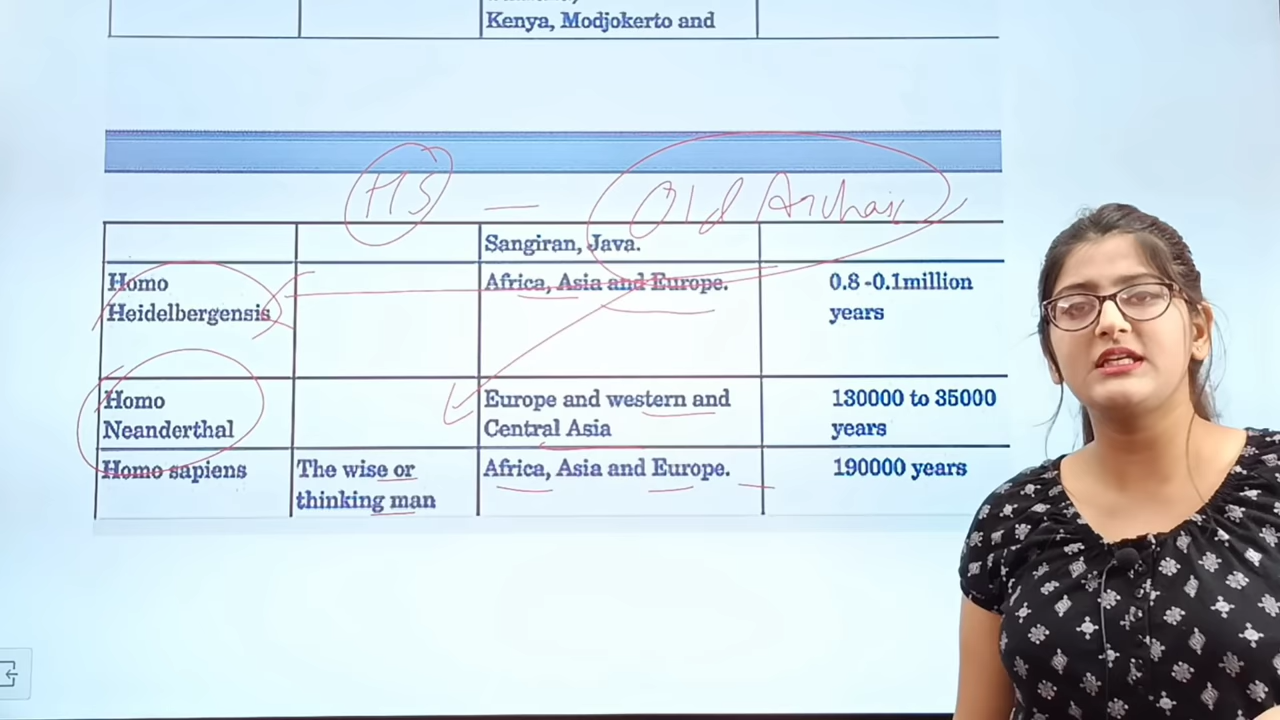 Kenya, Modjokerto and
HS — Old Archaic
Sangiran, Java.
Homo Heidelbergensis
Africa, Asia and Europe.
0.8 -0.1million years
Homo Neanderthal
Europe and western and Central Asia
130000 to 35000 years
Homo sapiens
The wise or thinking man
Africa, Asia and Europe.
190000 years